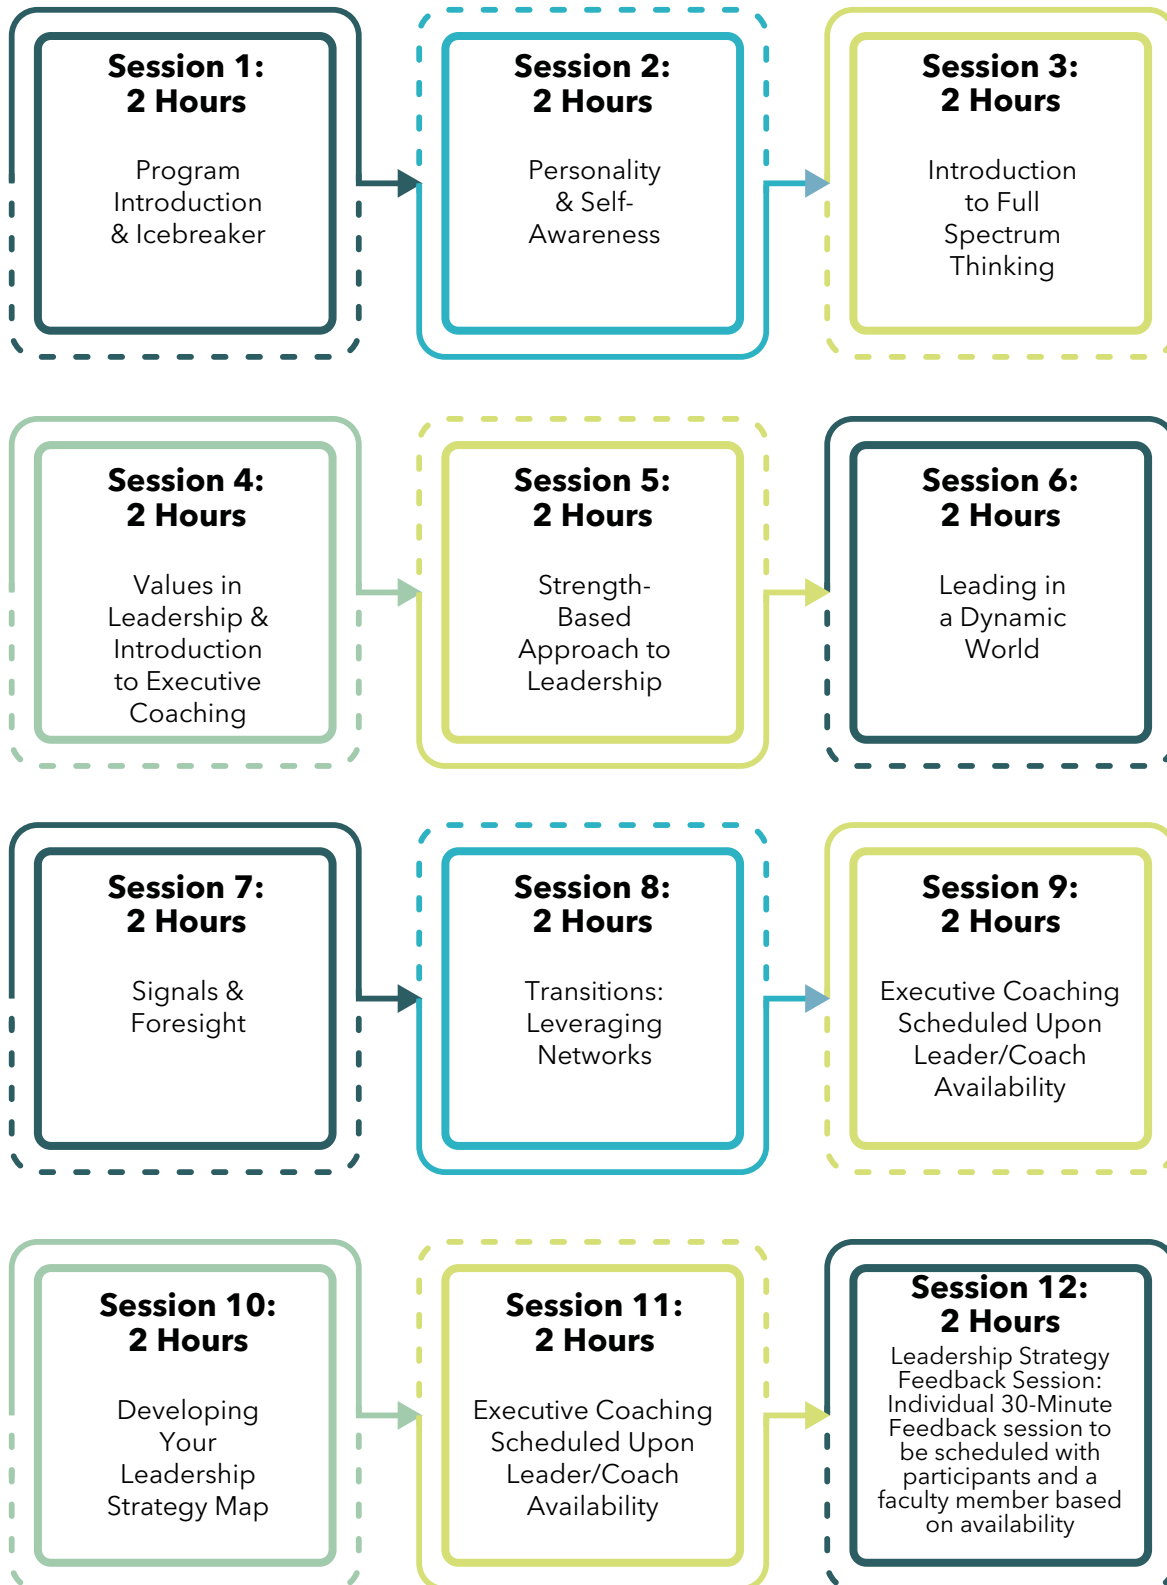 Session 1:
2 Hours
Program
Introduction
& Icebreaker
Session 2:
2 Hours
Personality
& Self-
Awareness
Session 3:
2 Hours
Introduction
to Full
Spectrum
Thinking
Session 4:
2 Hours
Values in
Leadership &
Introduction
to Executive
Coaching
Session 5:
2 Hours
Strength-
Based
Approach to
Leadership
Session 6:
2 Hours
Leading in
a Dynamic
World
Session 7:
2 Hours
Signals &
Foresight
Session 8:
2 Hours
Transitions:
Leveraging
Networks
Session 9:
2 Hours
Executive Coaching
Scheduled Upon
Leader/Coach
Availability
Session 10:
2 Hours
Developing
Your
Leadership
Strategy Map
Session 11:
2 Hours
Executive Coaching
Scheduled Upon
Leader/Coach
Availability
Session 12:
2 Hours
Leadership Strategy
Feedback Session:
Individual 30-Minute
Feedback session to
be scheduled with
participants and a
faculty member based
on availability